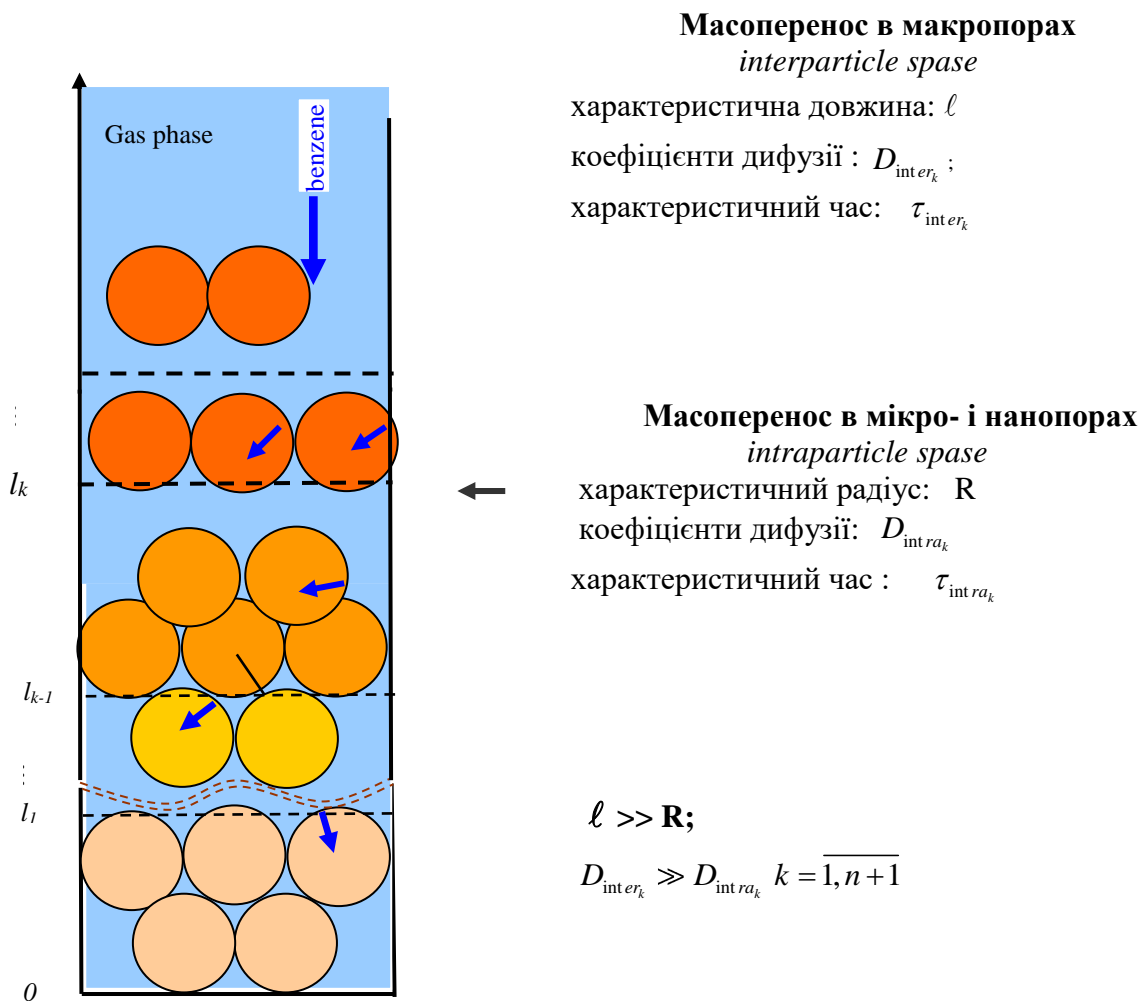 Масоперенос в макропорах
interparticle spase
характеристична довжина: ℓ
коефіцієнти дифузії : D_{inter_k} ;
характеристичний час: τ_{inter_k}
Gas phase
benzene
Масоперенос в мікро- і нанопорах
intraparticle spase
характеристичний радіус: R
коефіцієнти дифузії: D_{intra_k}
характеристичний час : τ_{intra_k}
ℓ >> R;
D_{inter_k} ≫ D_{intra_k} k = \overline{1, n+1}
⋮
l_k
l_{k-1}
⋮
l_1
0